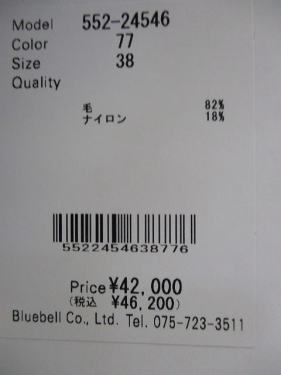 Model 552-24546
Color 77
Size 38
Quality
毛 82%
ナイロン 18%
5522454638776
Price ¥42,000
(税込 ¥46,200)
Bluebell Co., Ltd. Tel. 075-723-3511